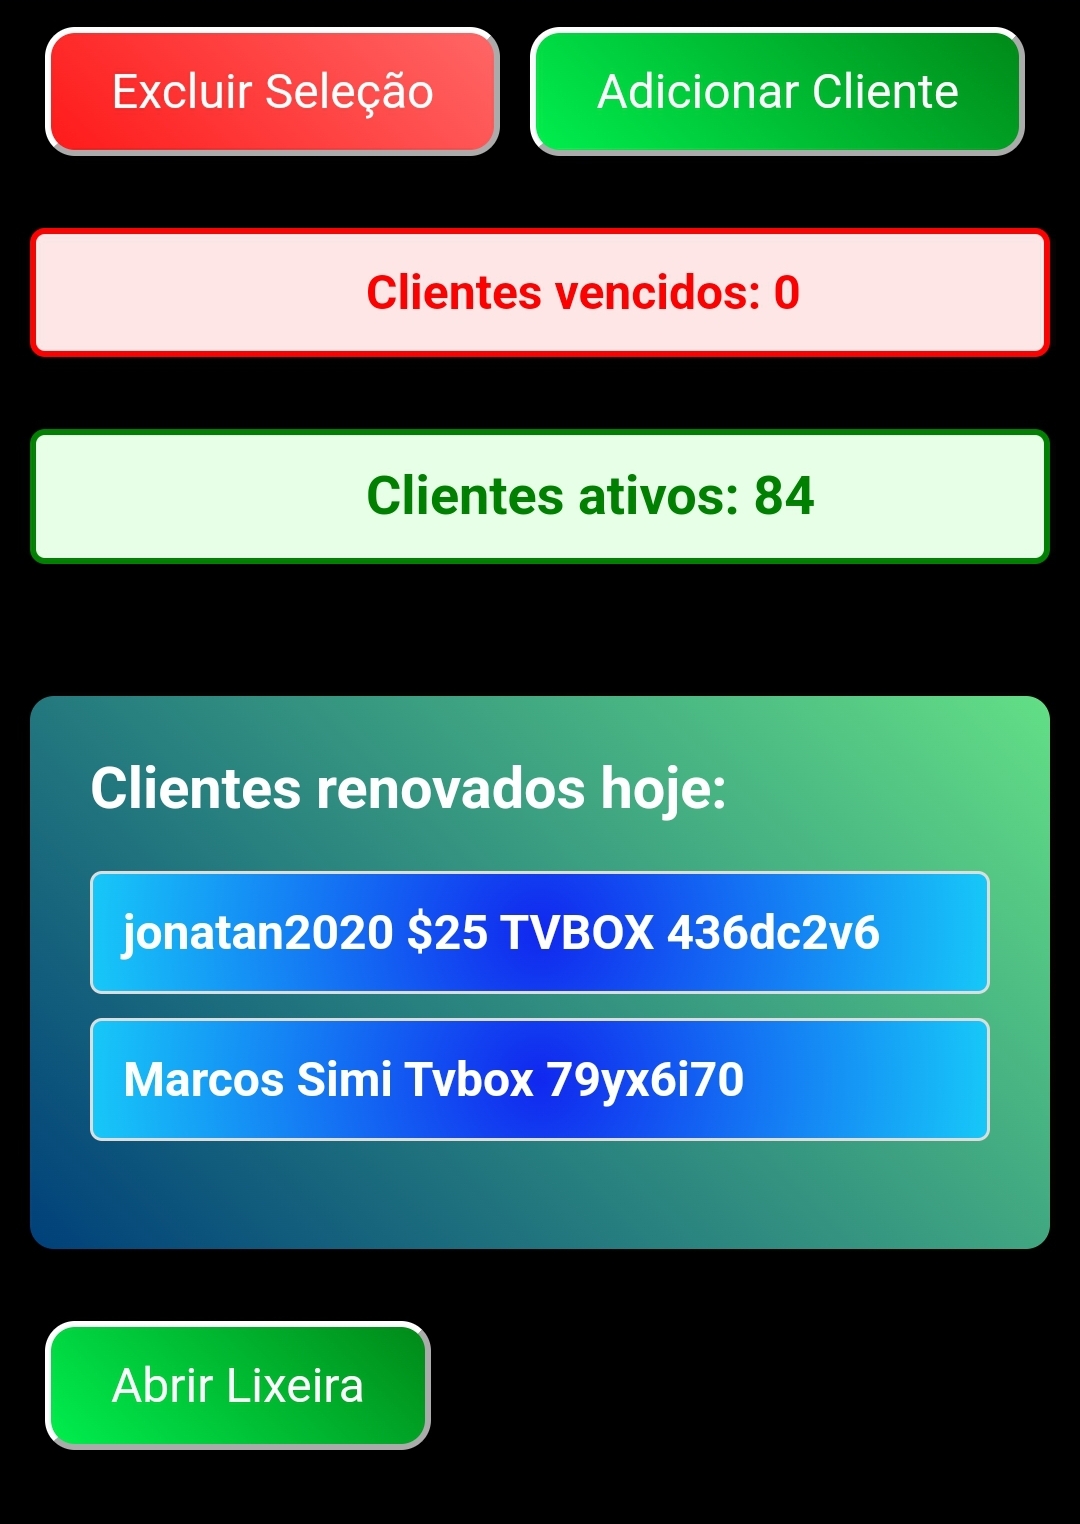 Excluir Seleção
Adicionar Cliente
Clientes vencidos: 0
Clientes ativos: 84
Clientes renovados hoje:
jonatan2020 $25 TVBOX 436dc2v6
Marcos Simi Tvbox 79yx6i70
Abrir Lixeira